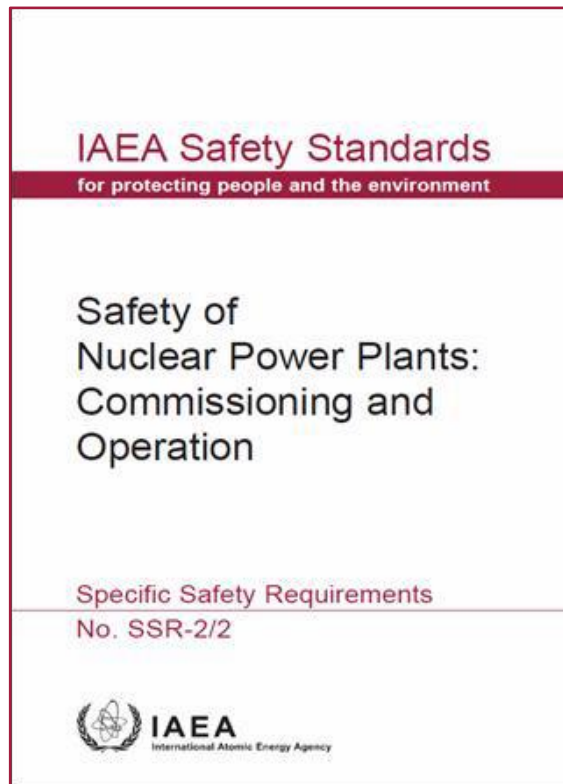 IAEA Safety Standards
for protecting people and the environment
Safety of
Nuclear Power Plants:
Commissioning and
Operation
Specific Safety Requirements
No. SSR-2/2
IAEA
International Atomic Energy Agency